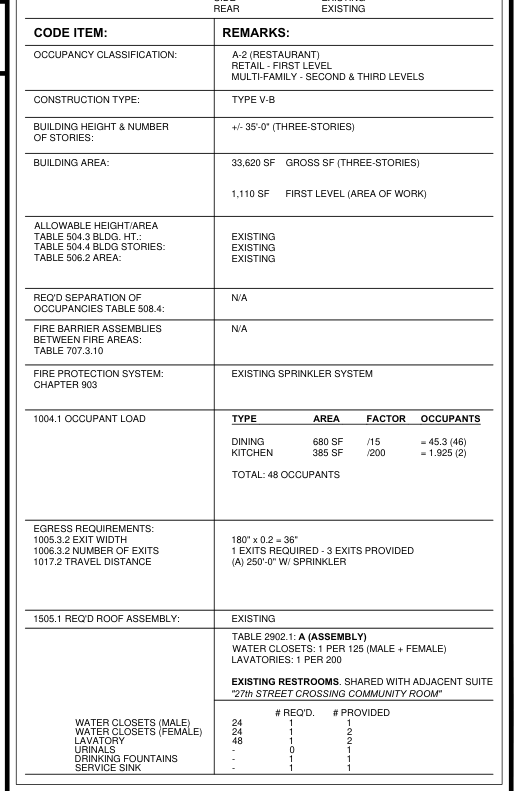 REAR EXISTING
CODE ITEM: REMARKS:
OCCUPANCY CLASSIFICATION: A-2 (RESTAURANT)
RETAIL - FIRST LEVEL
MULTI-FAMILY - SECOND & THIRD LEVELS
CONSTRUCTION TYPE: TYPE V-B
BUILDING HEIGHT & NUMBER +/- 35'-0" (THREE-STORIES)
OF STORIES:
BUILDING AREA: 33,620 SF GROSS SF (THREE-STORIES)
1,110 SF FIRST LEVEL (AREA OF WORK)
ALLOWABLE HEIGHT/AREA
TABLE 504.3 BLDG. HT.: EXISTING
TABLE 504.4 BLDG STORIES: EXISTING
TABLE 506.2 AREA: EXISTING
REQ'D SEPARATION OF N/A
OCCUPANCIES TABLE 508.4:
FIRE BARRIER ASSEMBLIES N/A
BETWEEN FIRE AREAS:
TABLE 707.3.10
FIRE PROTECTION SYSTEM: EXISTING SPRINKLER SYSTEM
CHAPTER 903
1004.1 OCCUPANT LOAD TYPE AREA FACTOR OCCUPANTS
DINING 680 SF /15 = 45.3 (46)
KITCHEN 385 SF /200 = 1.925 (2)
TOTAL: 48 OCCUPANTS
EGRESS REQUIREMENTS:
1005.3.2 EXIT WIDTH 180" x 0.2 = 36"
1006.3.2 NUMBER OF EXITS 1 EXITS REQUIRED - 3 EXITS PROVIDED
1017.2 TRAVEL DISTANCE (A) 250'-0" W/ SPRINKLER
1505.1 REQ'D ROOF ASSEMBLY: EXISTING
TABLE 2902.1: A (ASSEMBLY)
WATER CLOSETS: 1 PER 125 (MALE + FEMALE)
LAVATORIES: 1 PER 200
EXISTING RESTROOMS. SHARED WITH ADJACENT SUITE
"27th STREET CROSSING COMMUNITY ROOM"
# REQ'D. # PROVIDED
WATER CLOSETS (MALE) 24 1 1
WATER CLOSETS (FEMALE) 24 1 2
LAVATORY 48 1 2
URINALS - 0 1
DRINKING FOUNTAINS - 1 1
SERVICE SINK - 1 1